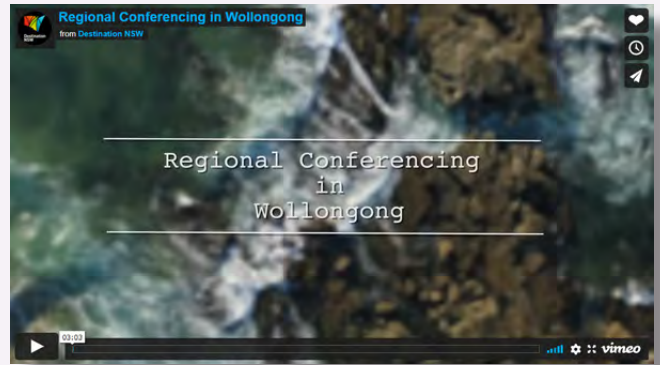 Regional Conferencing in Wollongong
from Destination NSW
Regional Conferencing
in
Wollongong
03:03
vimeo